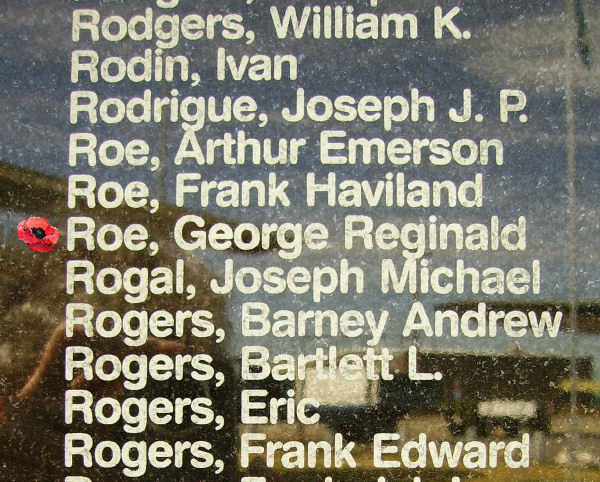 Rodgers, William K.
Rodin, Ivan
Rodrigue, Joseph J. P.
Roe, Arthur Emerson
Roe, Frank Haviland
Roe, George Reginald
Rogal, Joseph Michael
Rogers, Barney Andrew
Rogers, Bartlett L.
Rogers, Eric
Rogers, Frank Edward